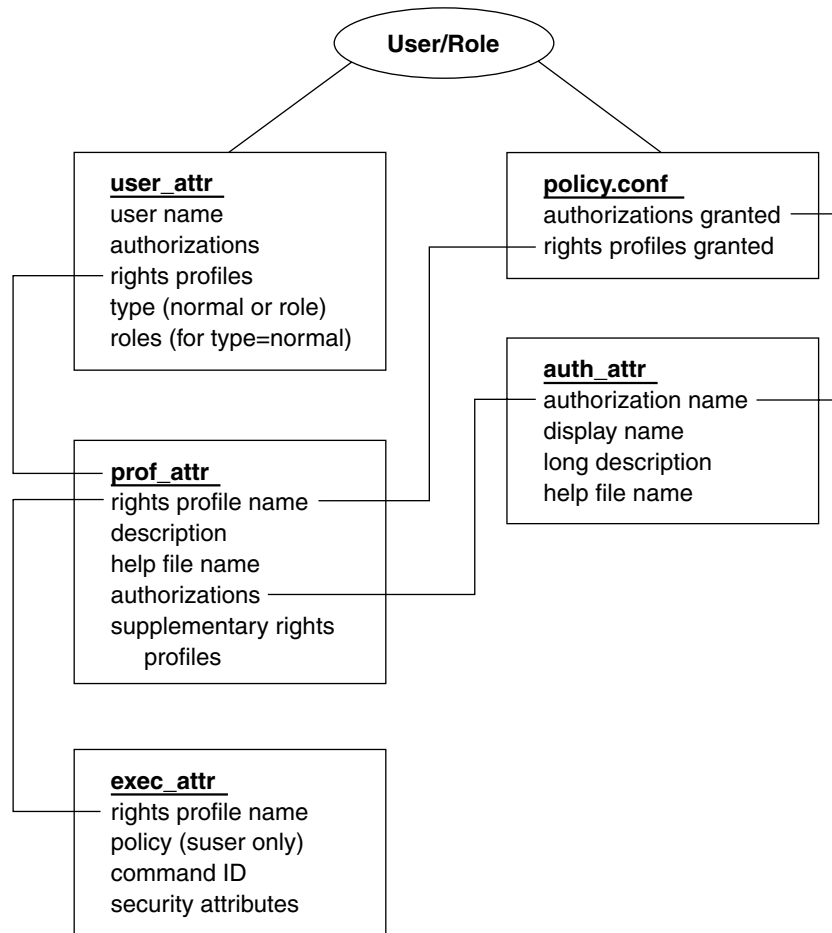 User/Role
user_attr
user name
authorizations
rights profiles
type (normal or role)
roles (for type=normal)
policy.conf
authorizations granted
rights profiles granted
auth_attr
authorization name
display name
long description
help file name
prof_attr
rights profile name
description
help file name
authorizations
supplementary rights
profiles
exec_attr
rights profile name
policy (suser only)
command ID
security attributes